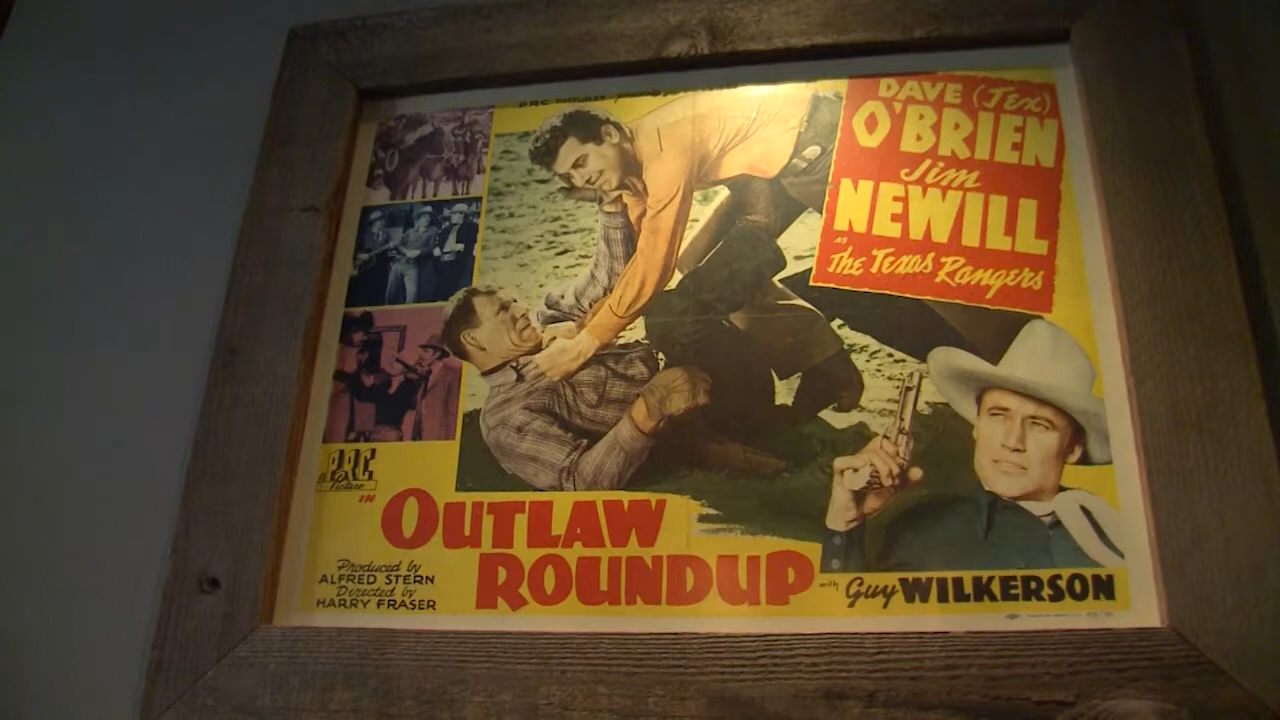 DAVE (Tex)
O'BRIEN
Jim
NEWILL
AS
The Texas Rangers
PRC
Pictures
IN
OUTLAW
ROUNDUP
Produced by
ALFRED STERN
Directed by
HARRY FRASER
with Guy WILKERSON